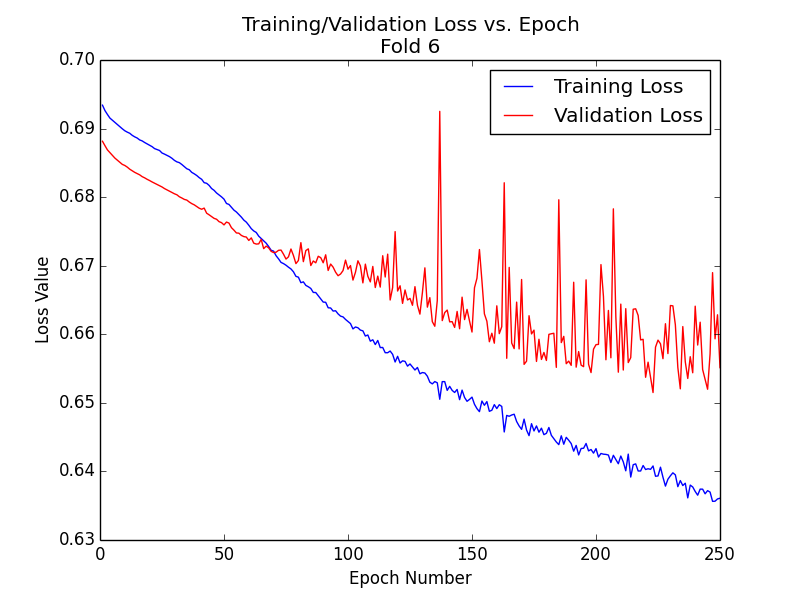 Training/Validation Loss vs. Epoch
Fold 6
Training Loss
Validation Loss
Loss Value
0.70
0.69
0.68
0.67
0.66
0.65
0.64
0.63
0 50 100 150 200 250
Epoch Number